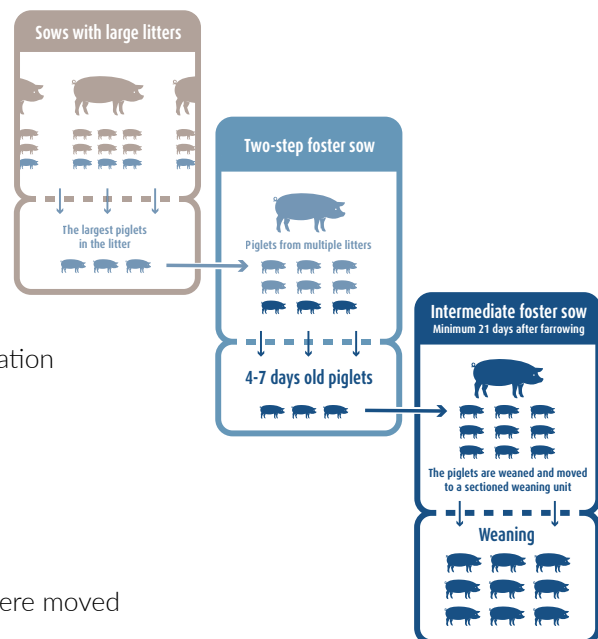 Sows with large litters
The largest piglets
in the litter
Two-step foster sow
Piglets from multiple litters
4-7 days old piglets
Intermediate foster sow
Minimum 21 days after farrowing
The piglets are weaned and moved
to a sectioned weaning unit
Weaning
ation
ere moved